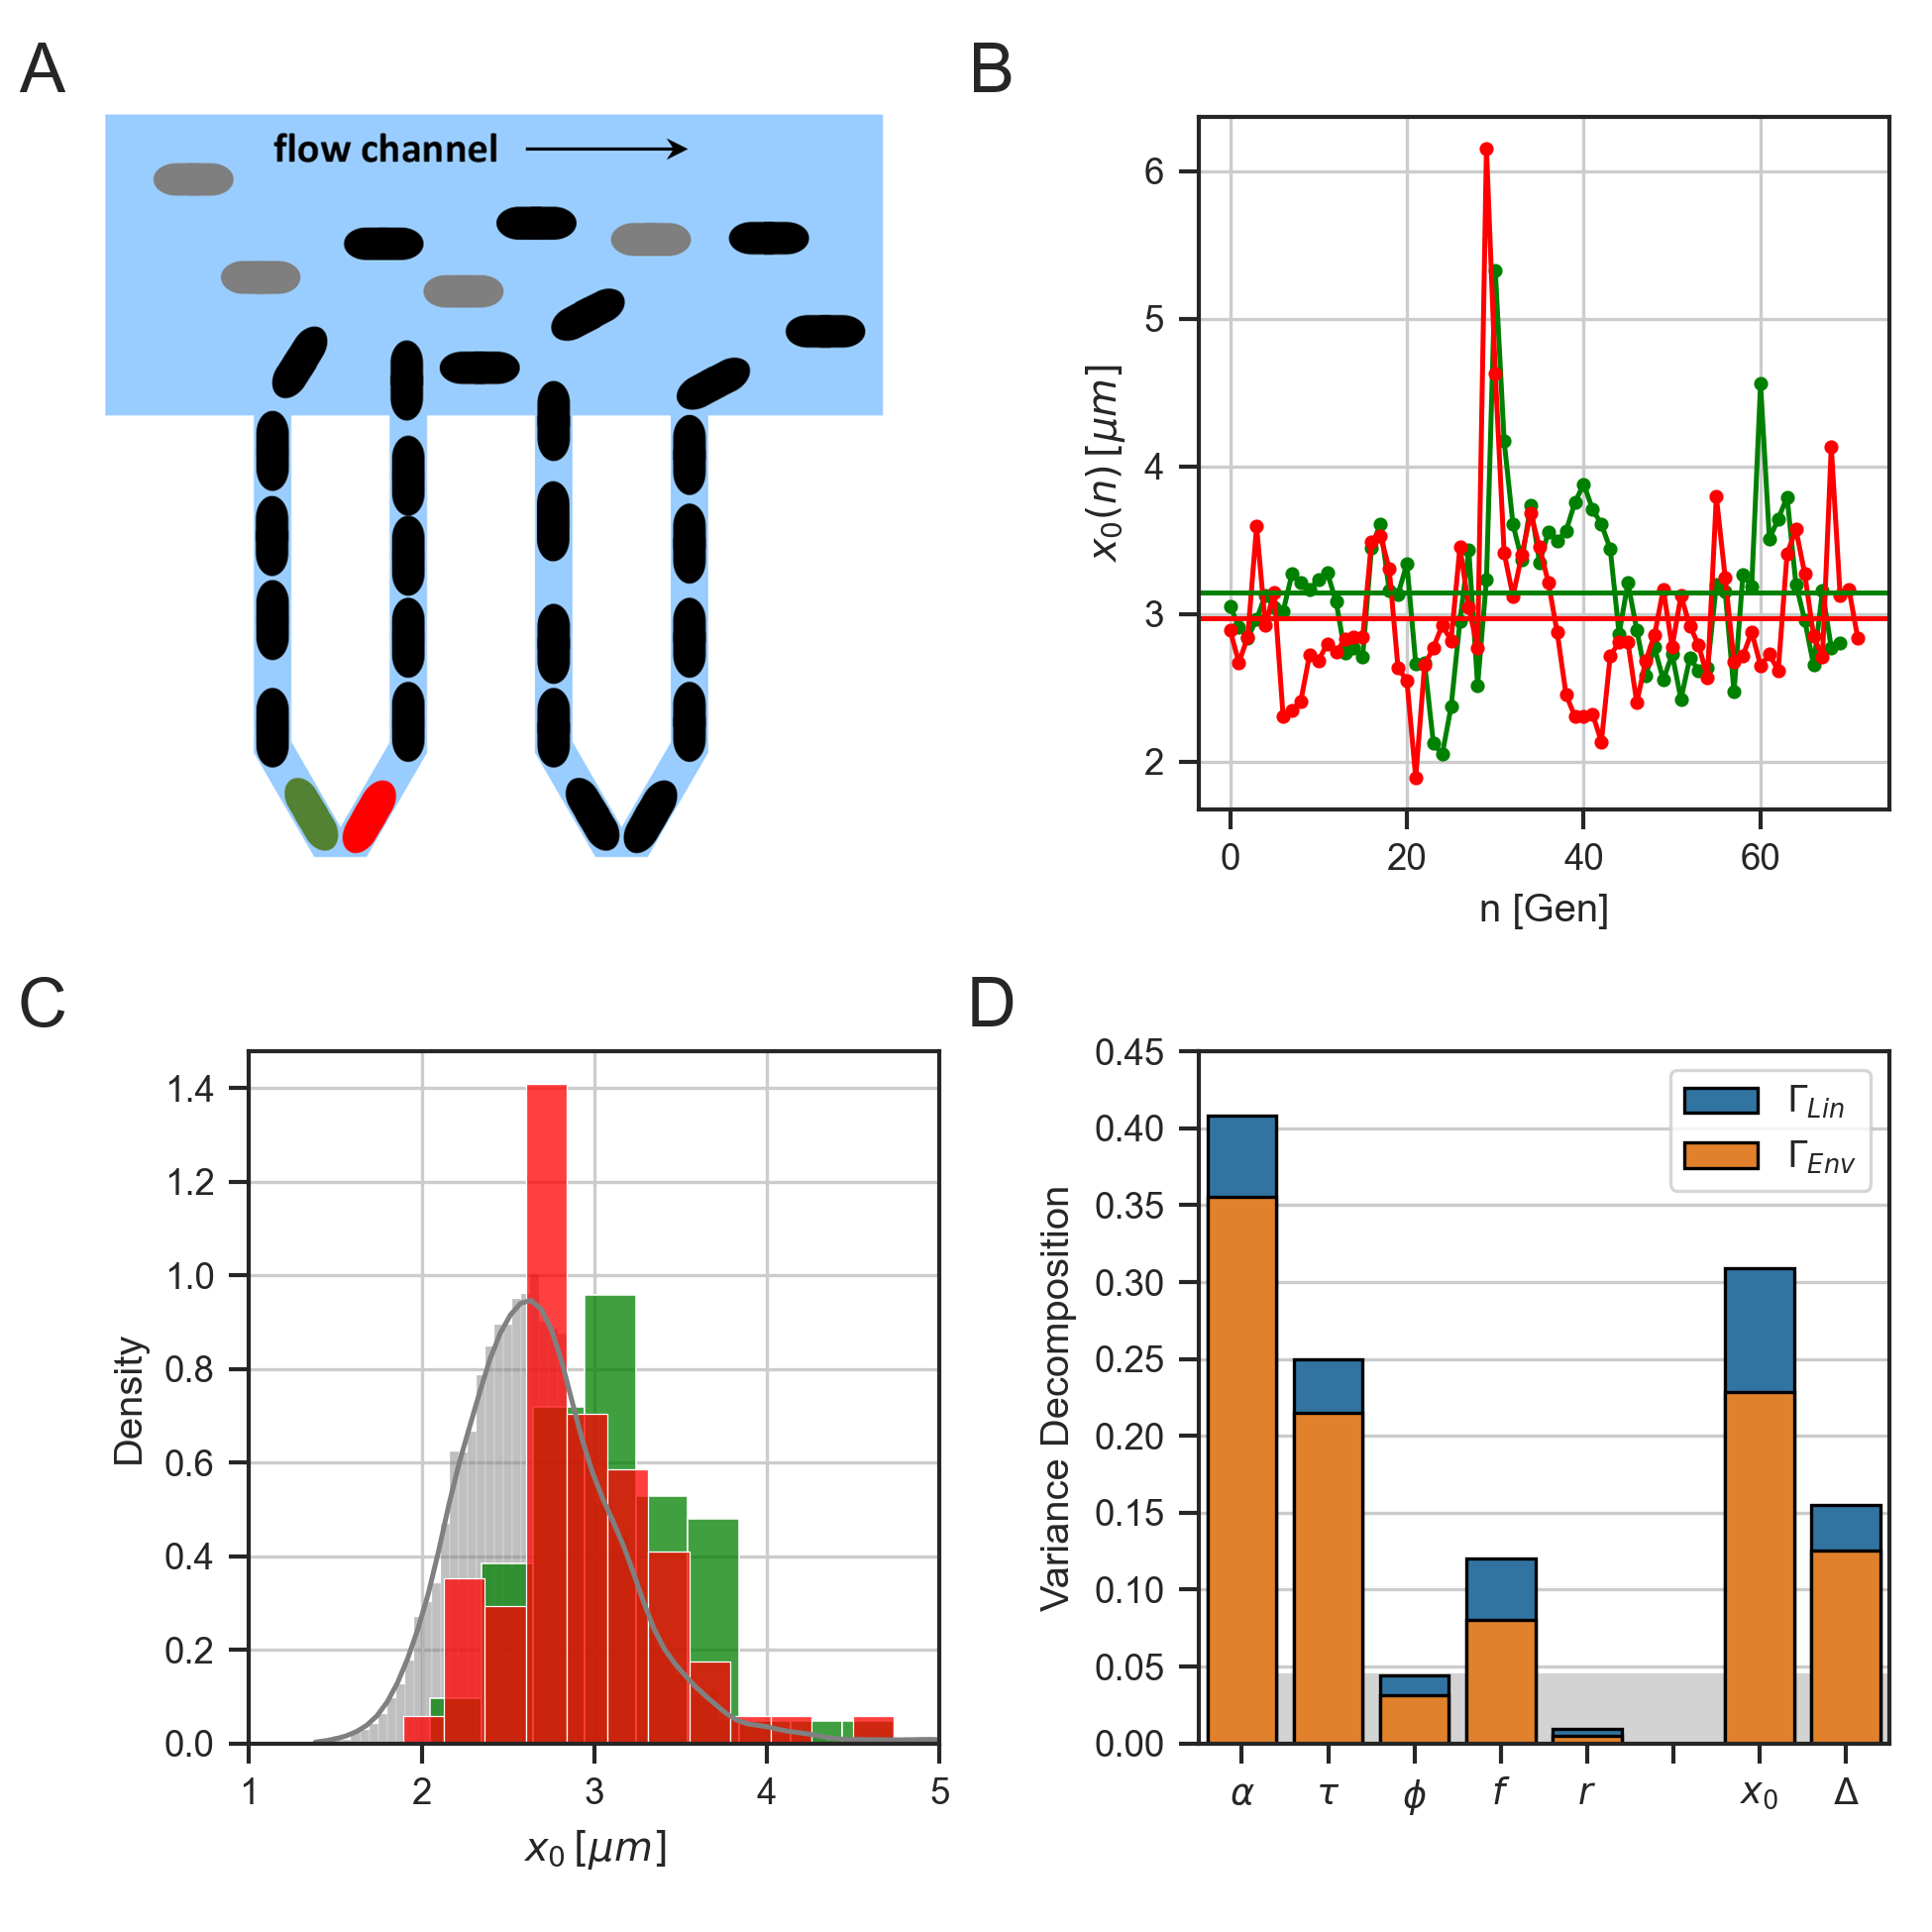 A
flow channel
B
6
5
4
3
2
x₀(n) [μm]
0 20 40 60
n [Gen]
C
1.4
1.2
1.0
0.8
0.6
0.4
0.2
0.0
Density
1 2 3 4 5
x₀ [μm]
D
0.45
0.40
0.35
0.30
0.25
0.20
0.15
0.10
0.05
0.00
Variance Decomposition
Γ_Lin
Γ_Env
α τ ϕ f r x₀ Δ